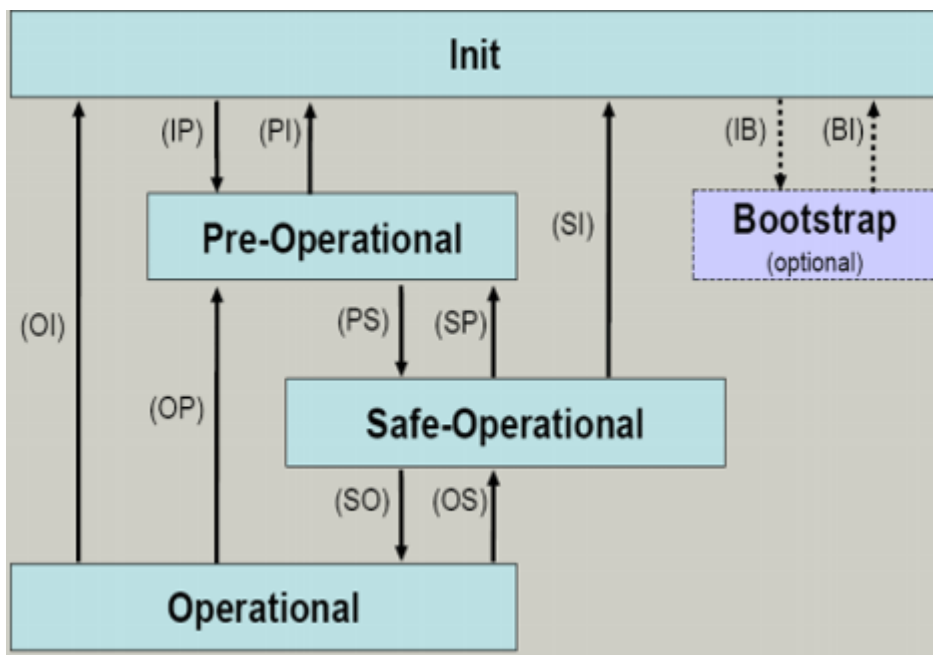 Init
(IP)
(PI)
(IB)
(BI)
Pre-Operational
(SI)
Bootstrap
(optional)
(OI)
(PS)
(SP)
(OP)
Safe-Operational
(SO)
(OS)
Operational